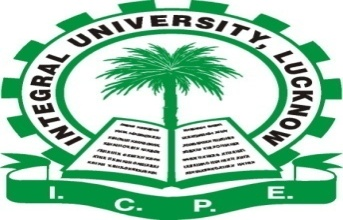 INTEGRAL UNIVERSITY, LUCKNOW
I. C. P. E.